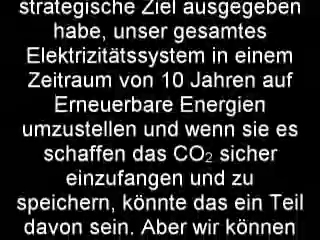 strategische Ziel ausgegeben
habe, unser gesamtes
Elektrizitätssystem in einem
Zeitraum von 10 Jahren auf
Erneuerbare Energien
umzustellen und wenn sie es
schaffen das CO₂ sicher
einzufangen und zu
speichern, könnte das ein Teil
davon sein. Aber wir können